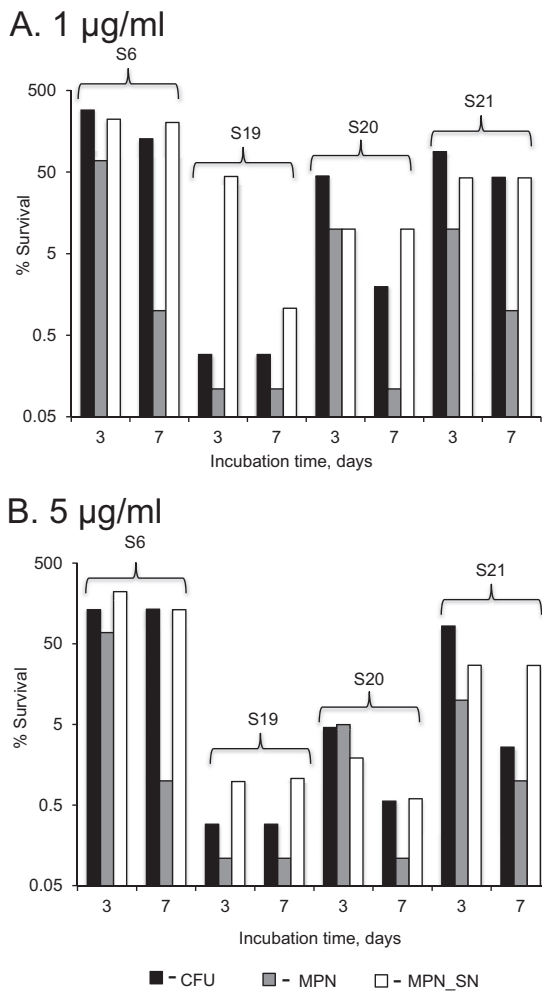 A. 1 µg/ml
S6
S19
S20
S21
500
50
5
0.5
0.05
% Survival
3 7 3 7 3 7 3 7
Incubation time, days
B. 5 µg/ml
S6
S19
S20
S21
500
50
5
0.5
0.05
% Survival
3 7 3 7 3 7 3 7
Incubation time, days
- CFU - MPN - MPN_SN